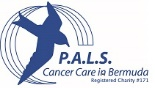 P.A.L.S.
Cancer Care in Bermuda
Registered Charity #171